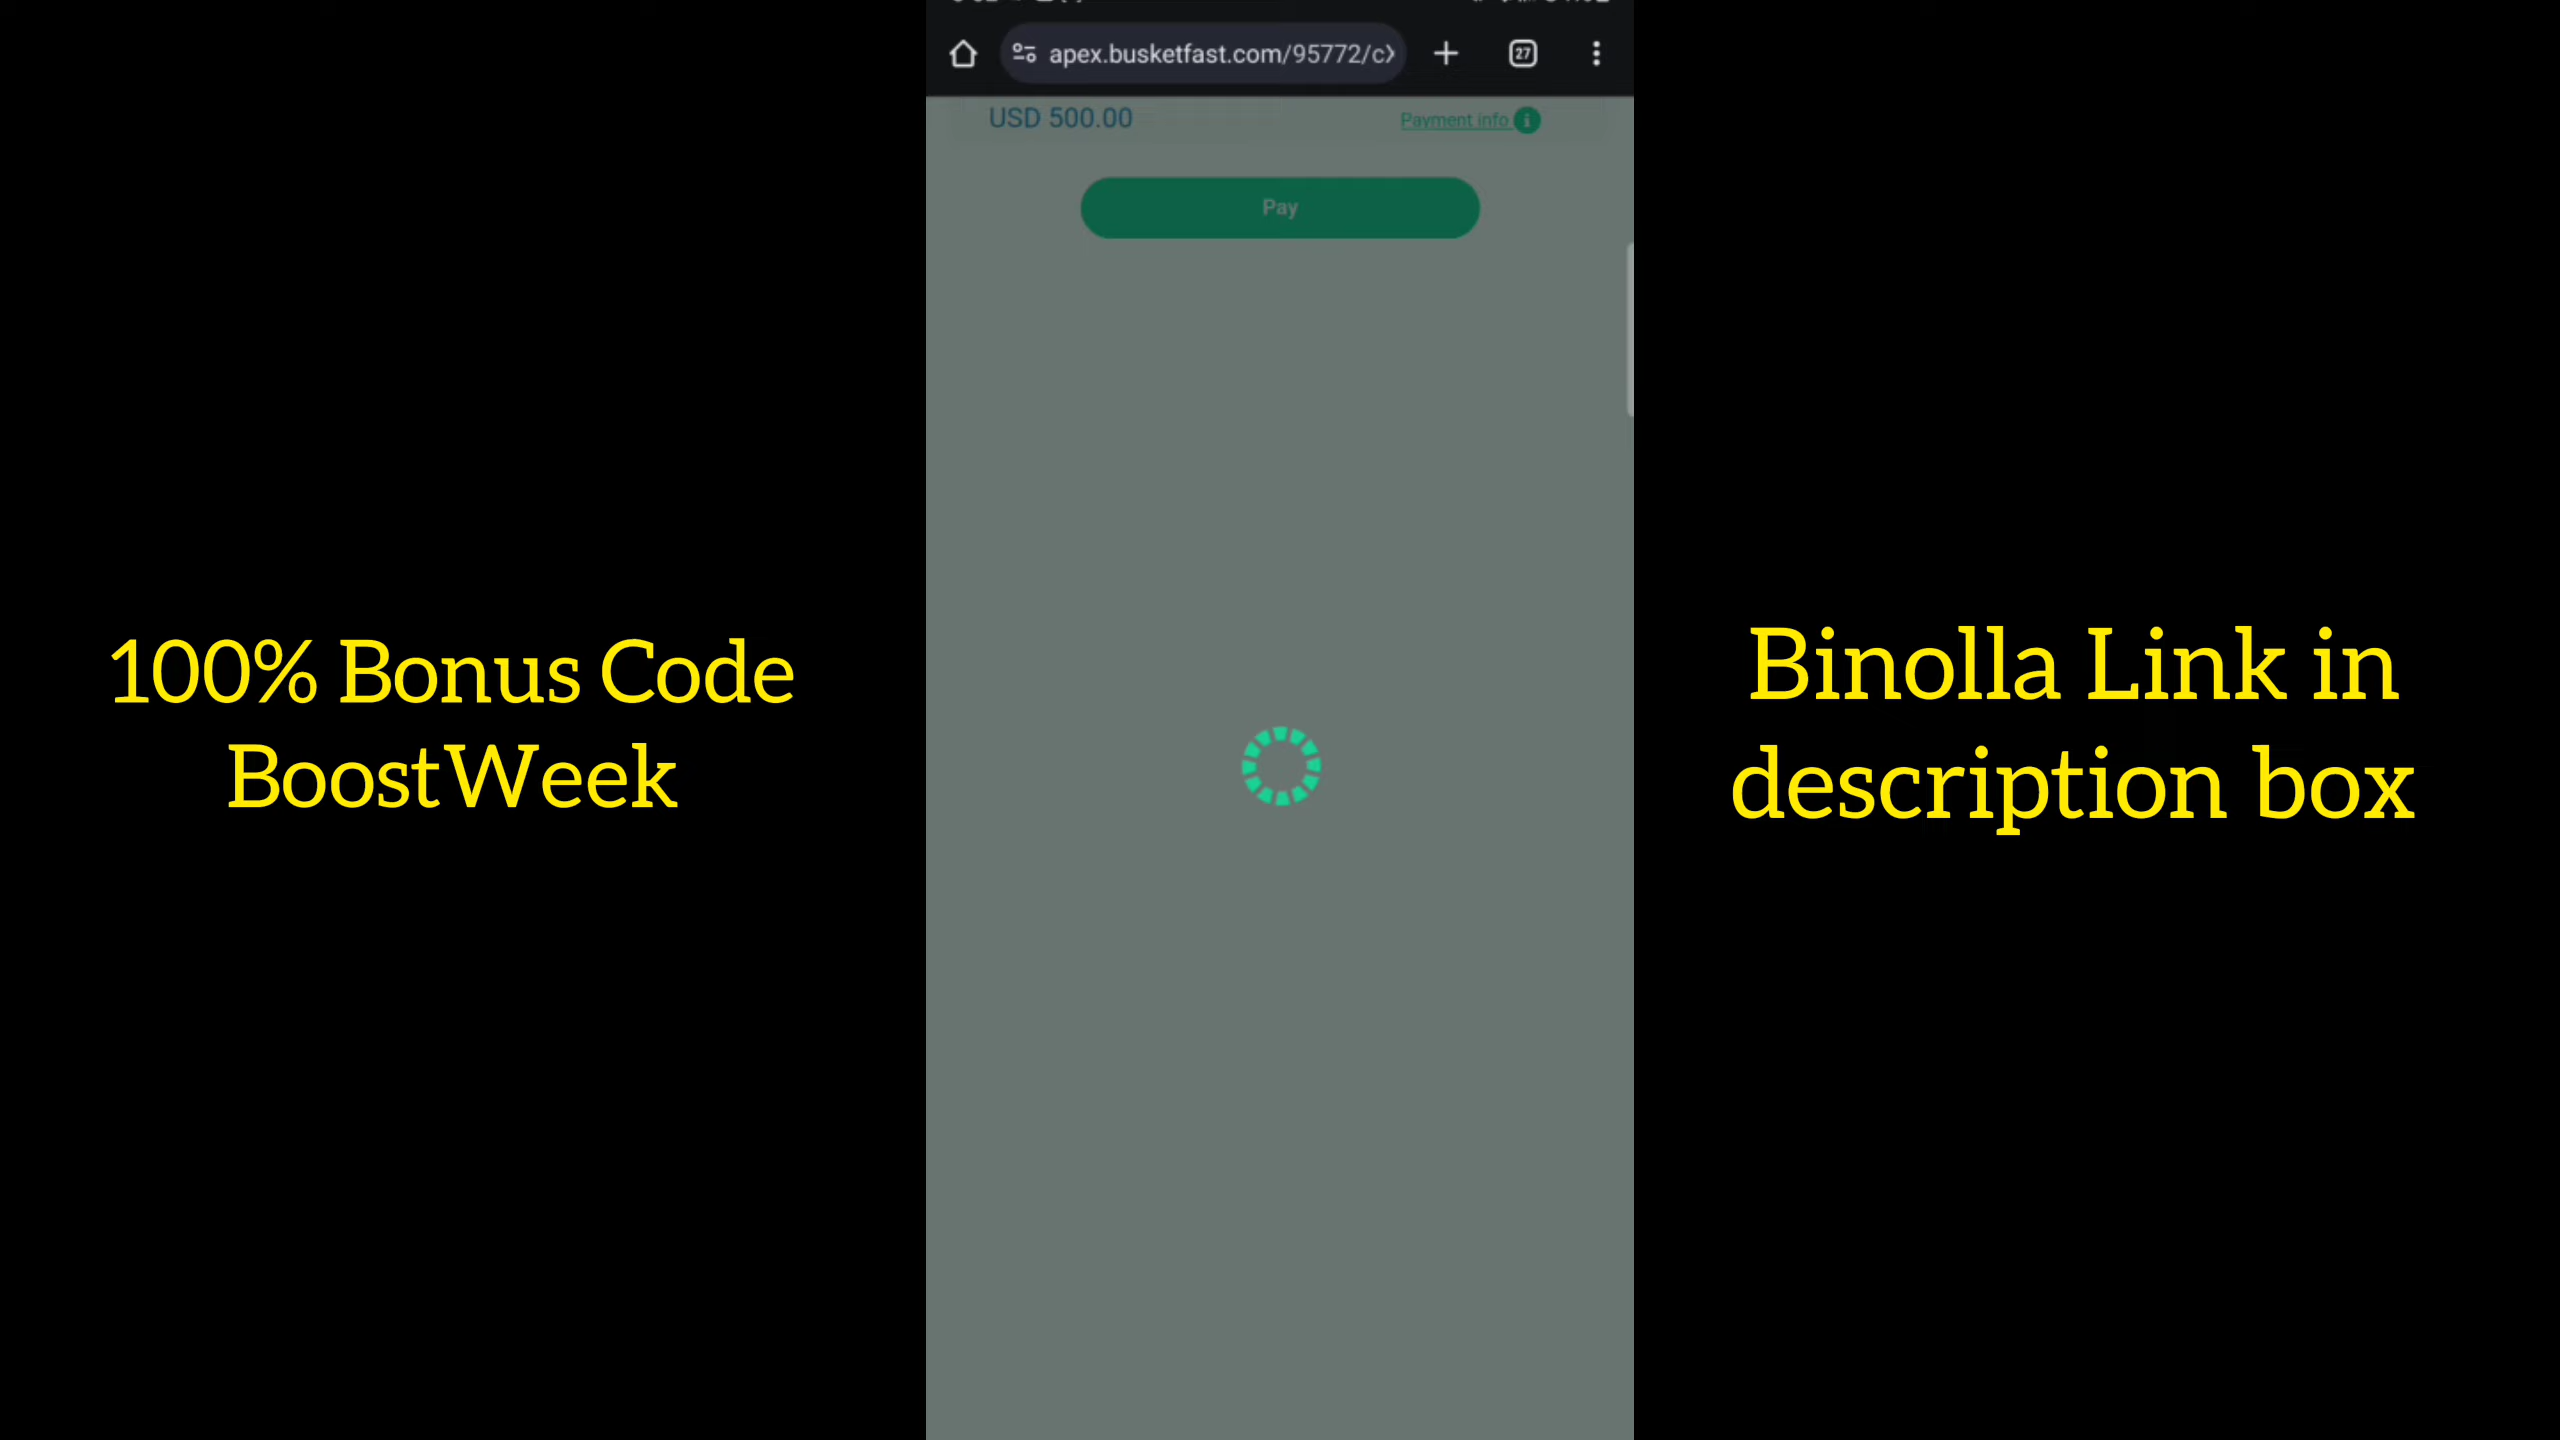 apex.busketfast.com/95772/c
27
USD 500.00
Payment info
Pay
100% Bonus Code
BoostWeek
Binolla Link in
description box